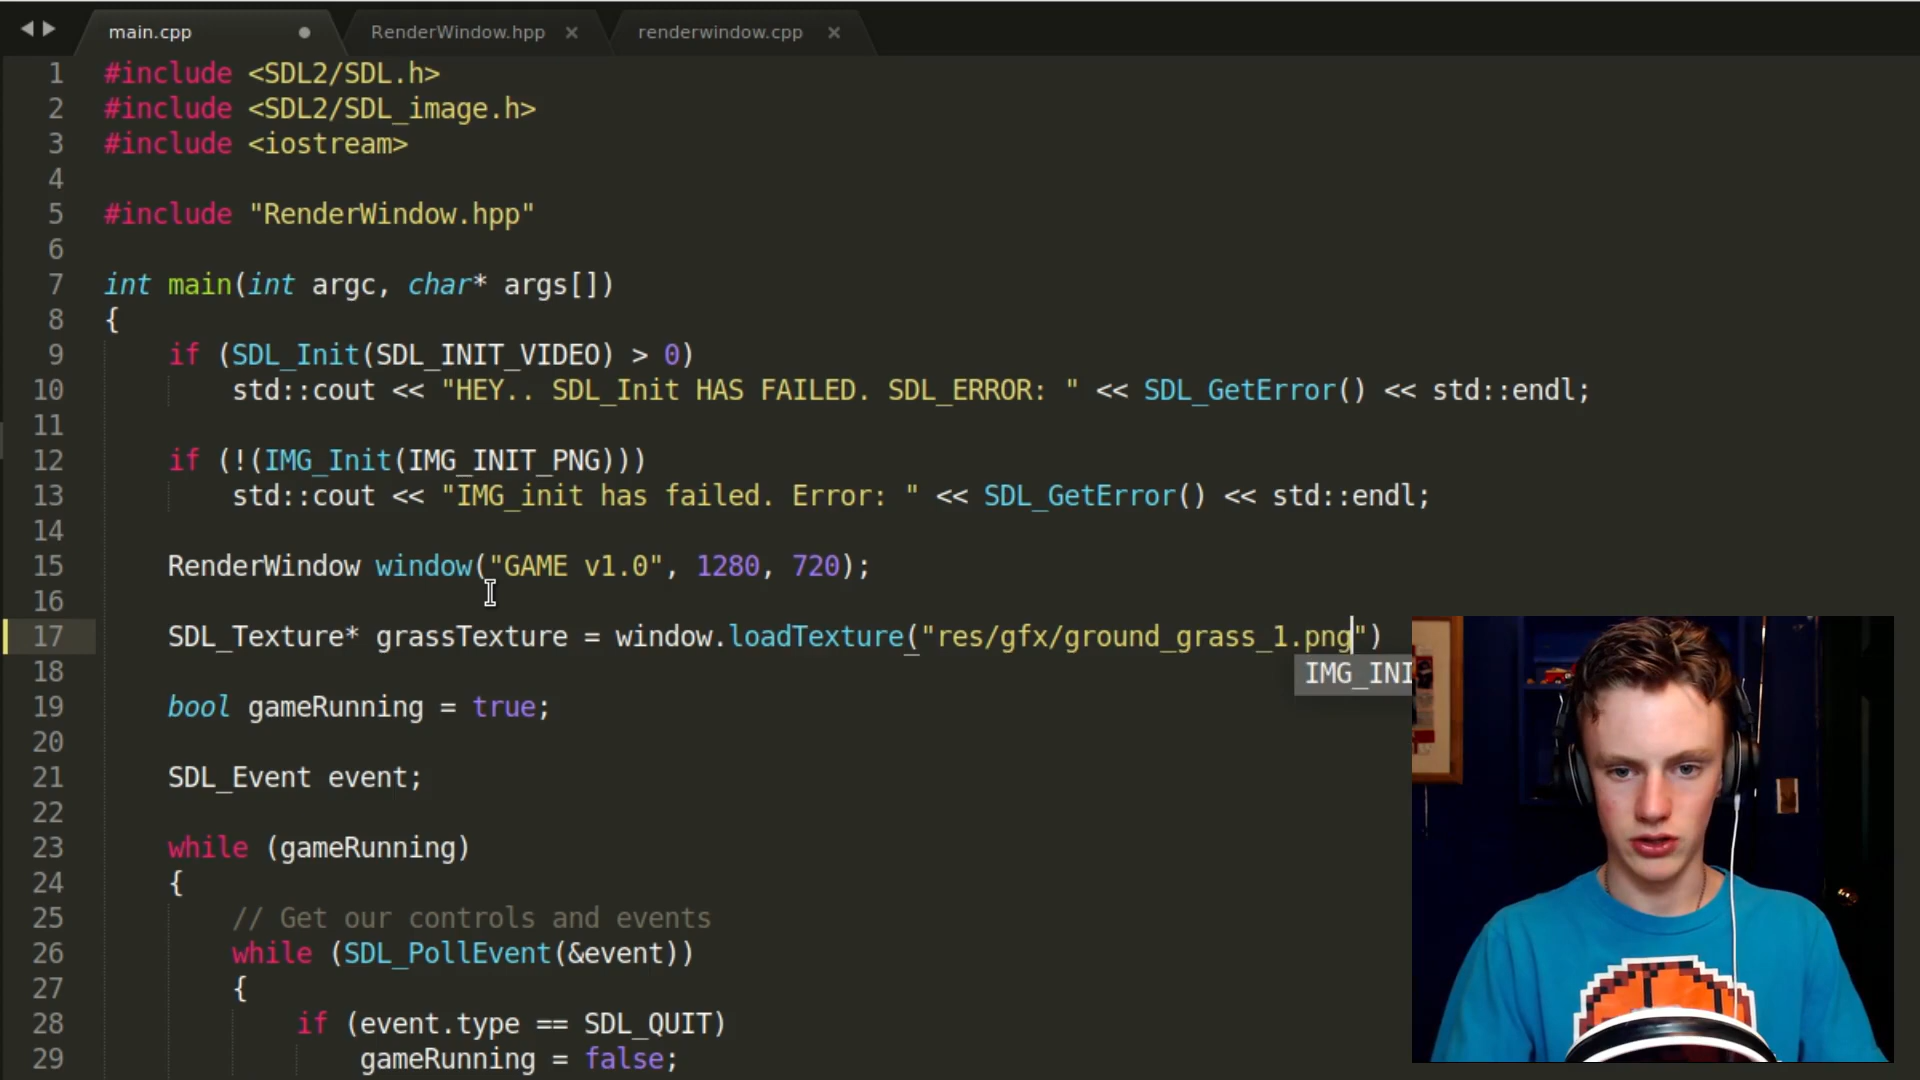 main.cpp RenderWindow.hpp renderwindow.cpp
1 #include <SDL2/SDL.h>
2 #include <SDL2/SDL_image.h>
3 #include <iostream>
4
5 #include "RenderWindow.hpp"
6
7 int main(int argc, char* args[])
8 {
9 if (SDL_Init(SDL_INIT_VIDEO) > 0)
10 std::cout << "HEY.. SDL_Init HAS FAILED. SDL_ERROR: " << SDL_GetError() << std::endl;
11
12 if (!(IMG_Init(IMG_INIT_PNG)))
13 std::cout << "IMG_init has failed. Error: " << SDL_GetError() << std::endl;
14
15 RenderWindow window("GAME v1.0", 1280, 720);
16
17 SDL_Texture* grassTexture = window.loadTexture("res/gfx/ground_grass_1.png")
IMG_INI
18
19 bool gameRunning = true;
20
21 SDL_Event event;
22
23 while (gameRunning)
24 {
25 // Get our controls and events
26 while (SDL_PollEvent(&event))
27 {
28 if (event.type == SDL_QUIT)
29 gameRunning = false;